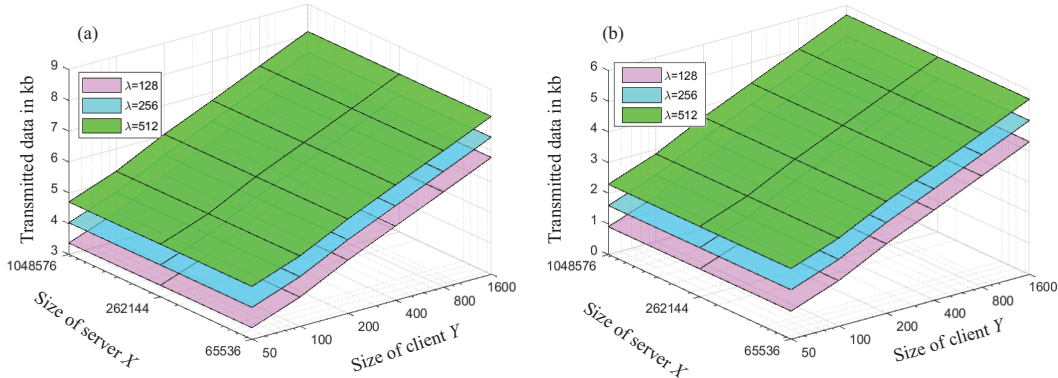 (a)
λ=128
λ=256
λ=512
Transmitted data in kb
9
8
7
6
5
4
3
1048576
262144
65536
Size of server X
50
100
200
400
800
1600
Size of client Y
(b)
λ=128
λ=256
λ=512
Transmitted data in kb
6
5
4
3
2
1
0
1048576
262144
65536
Size of server X
50
100
200
400
800
1600
Size of client Y